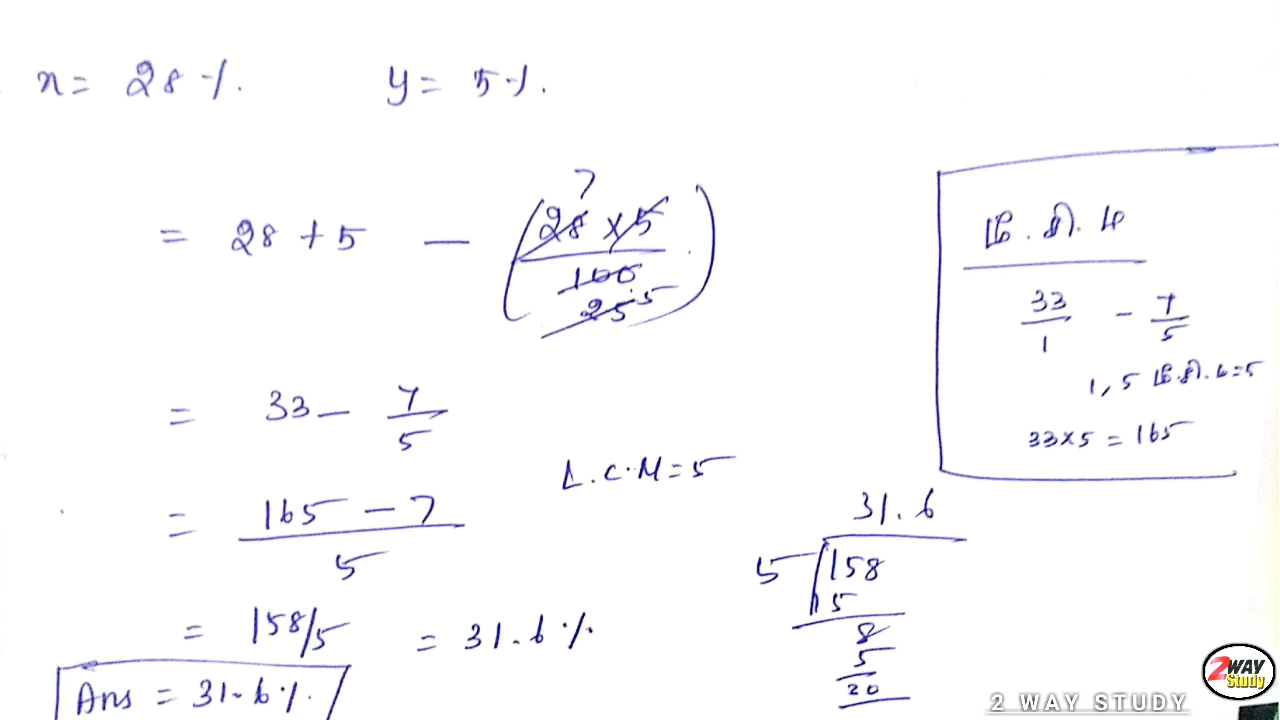 x = 28 %. y = 5 %.
= 28 + 5 — (28 × 5 / 100) 7 25 5
= 33 — 7/5
L.C.M = 5
= 165 — 7 / 5
= 158/5 = 31.6 %
Ans = 31.6 %.
மீ.சி.ம
33/1 - 7/5
1, 5 மீ.சி.ம = 5
33 × 5 = 165
31.6
5 158
15
8
5
20
2 WAY STUDY
2WAY
Study